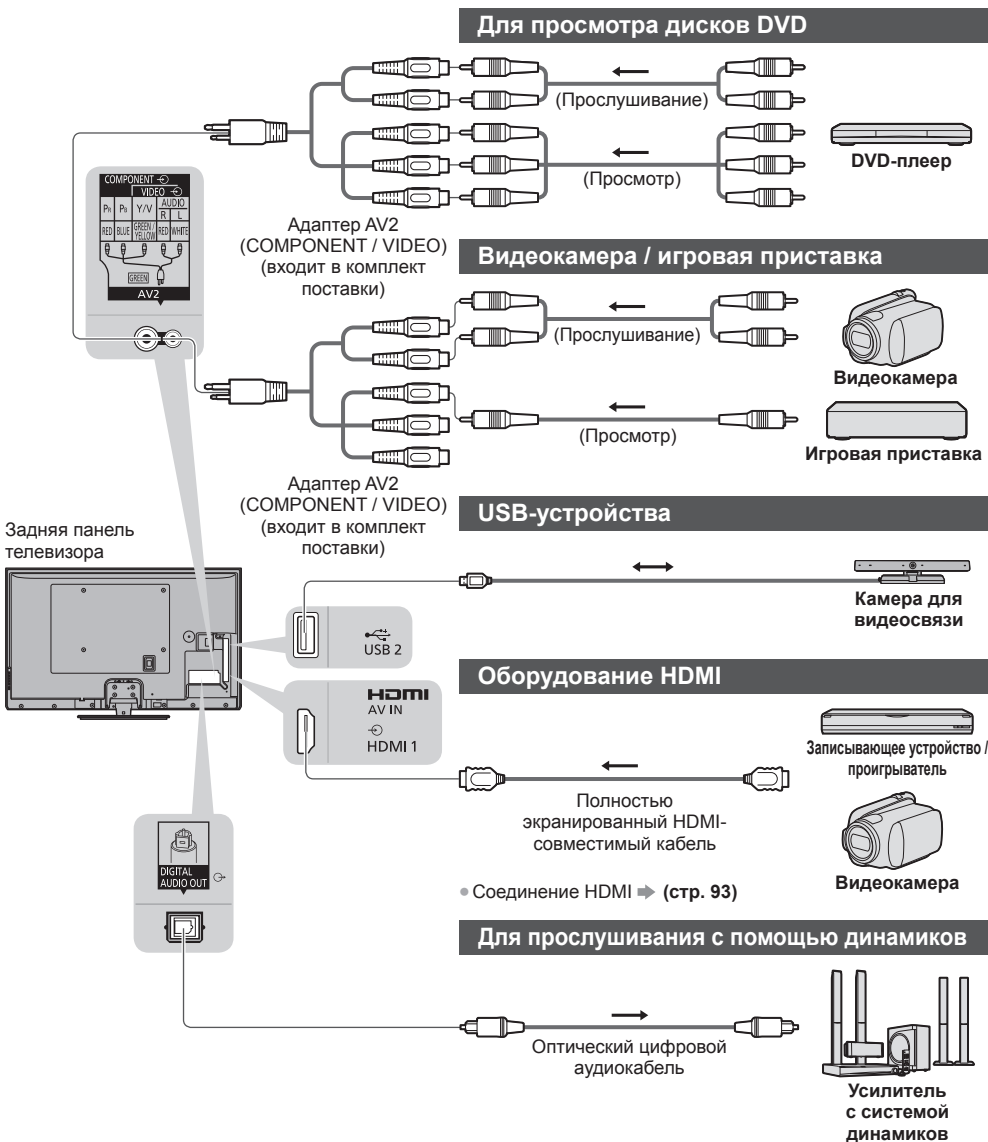 Для просмотра дисков DVD
(Прослушивание)
(Просмотр)
DVD-плеер
COMPONENT
VIDEO
PR PB Y/V AUDIO
R L
RED BLUE GREEN / YELLOW RED WHITE
GREEN
AV2
Адаптер AV2
(COMPONENT / VIDEO)
(входит в комплект
поставки)
Видеокамера / игровая приставка
(Прослушивание)
Видеокамера
(Просмотр)
Игровая приставка
Адаптер AV2
(COMPONENT / VIDEO)
(входит в комплект
поставки)
USB-устройства
Задняя панель
телевизора
Камера для
видеосвязи
USB 2
Оборудование HDMI
HDMI
AV IN
HDMI 1
Записывающее устройство /
проигрыватель
Полностью
экранированный HDMI-
совместимый кабель
Видеокамера
• Соединение HDMI ➡ (стр. 93)
DIGITAL
AUDIO OUT
Для прослушивания с помощью динамиков
Оптический цифровой
аудиокабель
Усилитель
с системой
динамиков